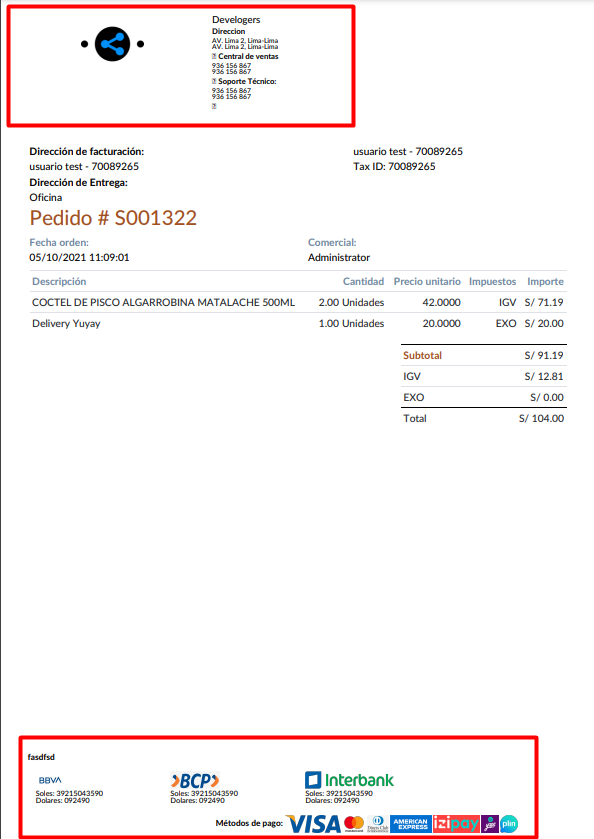 Develogers
Direccion
AV. Lima 2, Lima-Lima
AV. Lima 2, Lima-Lima
Central de ventas
936 156 867
936 156 867
Soporte Técnico:
936 156 867
936 156 867
Dirección de facturación:
usuario test - 70089265
Dirección de Entrega:
Oficina
usuario test - 70089265
Tax ID: 70089265
Pedido # S001322
Fecha orden: Comercial:
05/10/2021 11:09:01 Administrator
Descripción Cantidad Precio unitario Impuestos Importe
COCTEL DE PISCO ALGARROBINA MATALACHE 500ML 2.00 Unidades 42.0000 IGV S/ 71.19
Delivery Yuyay 1.00 Unidades 20.0000 EXO S/ 20.00
Subtotal S/ 91.19
IGV S/ 12.81
EXO S/ 0.00
Total S/ 104.00
fasdfsd
BBVA BCP Interbank
Soles: 39215043590 Soles: 39215043590 Soles: 39215043590
Dolares: 092490 Dolares: 092490 Dolares: 092490
Métodos de pago: VISA mastercard Diners Club AMERICAN EXPRESS izipay yape plin